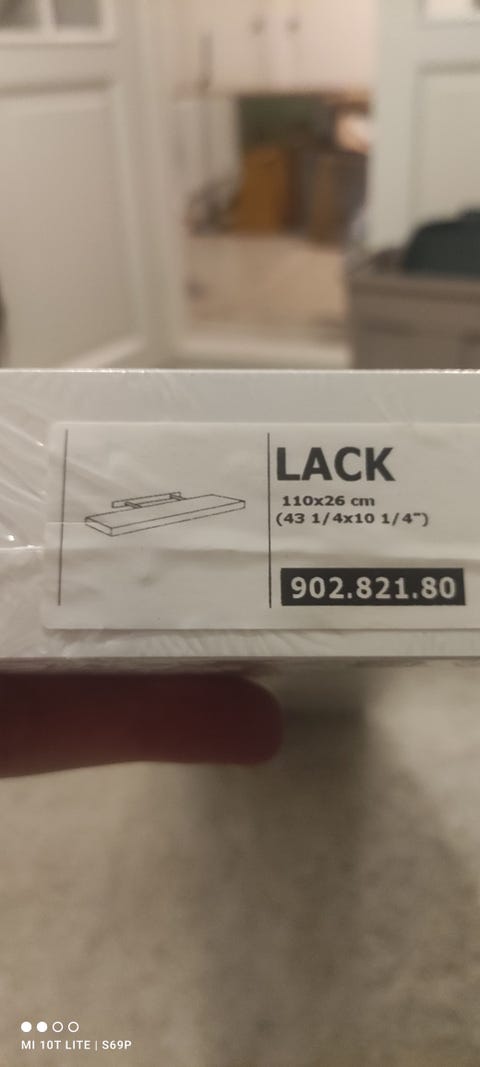 LACK
110x26 cm
(43 1/4x10 1/4")
902.821.80
MI 10T LITE | S69P